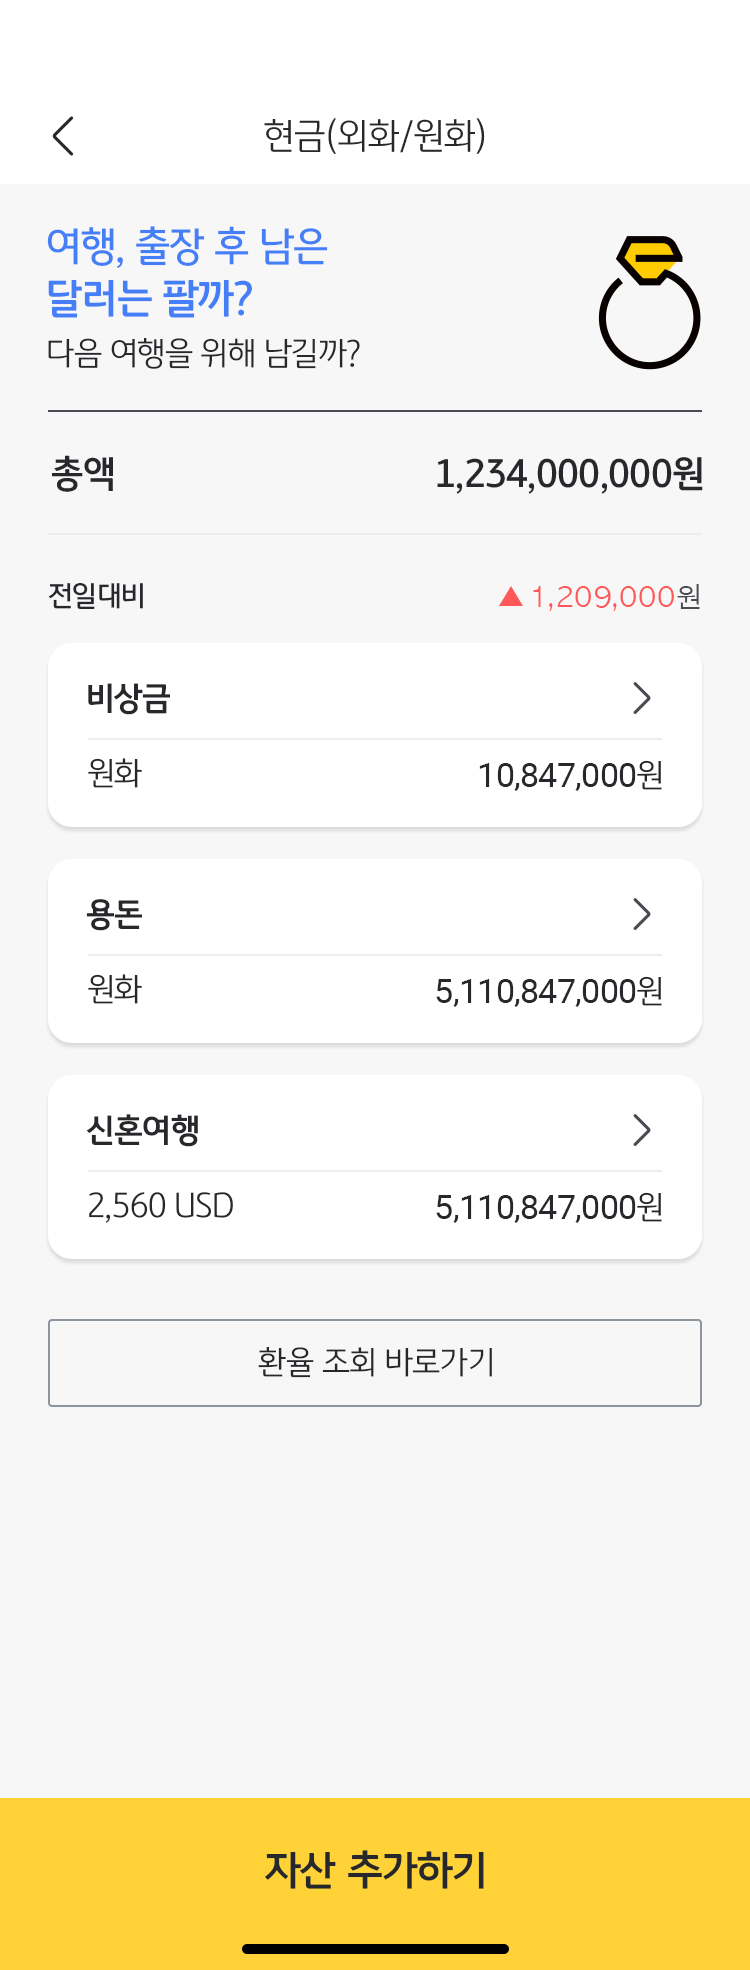 현금(외화/원화)
여행, 출장 후 남은
달러는 팔까?
다음 여행을 위해 남길까?
총액 1,234,000,000원
전일대비 ▲ 1,209,000원
비상금
원화 10,847,000원
용돈
원화 5,110,847,000원
신혼여행
2,560 USD 5,110,847,000원
환율 조회 바로가기
자산 추가하기